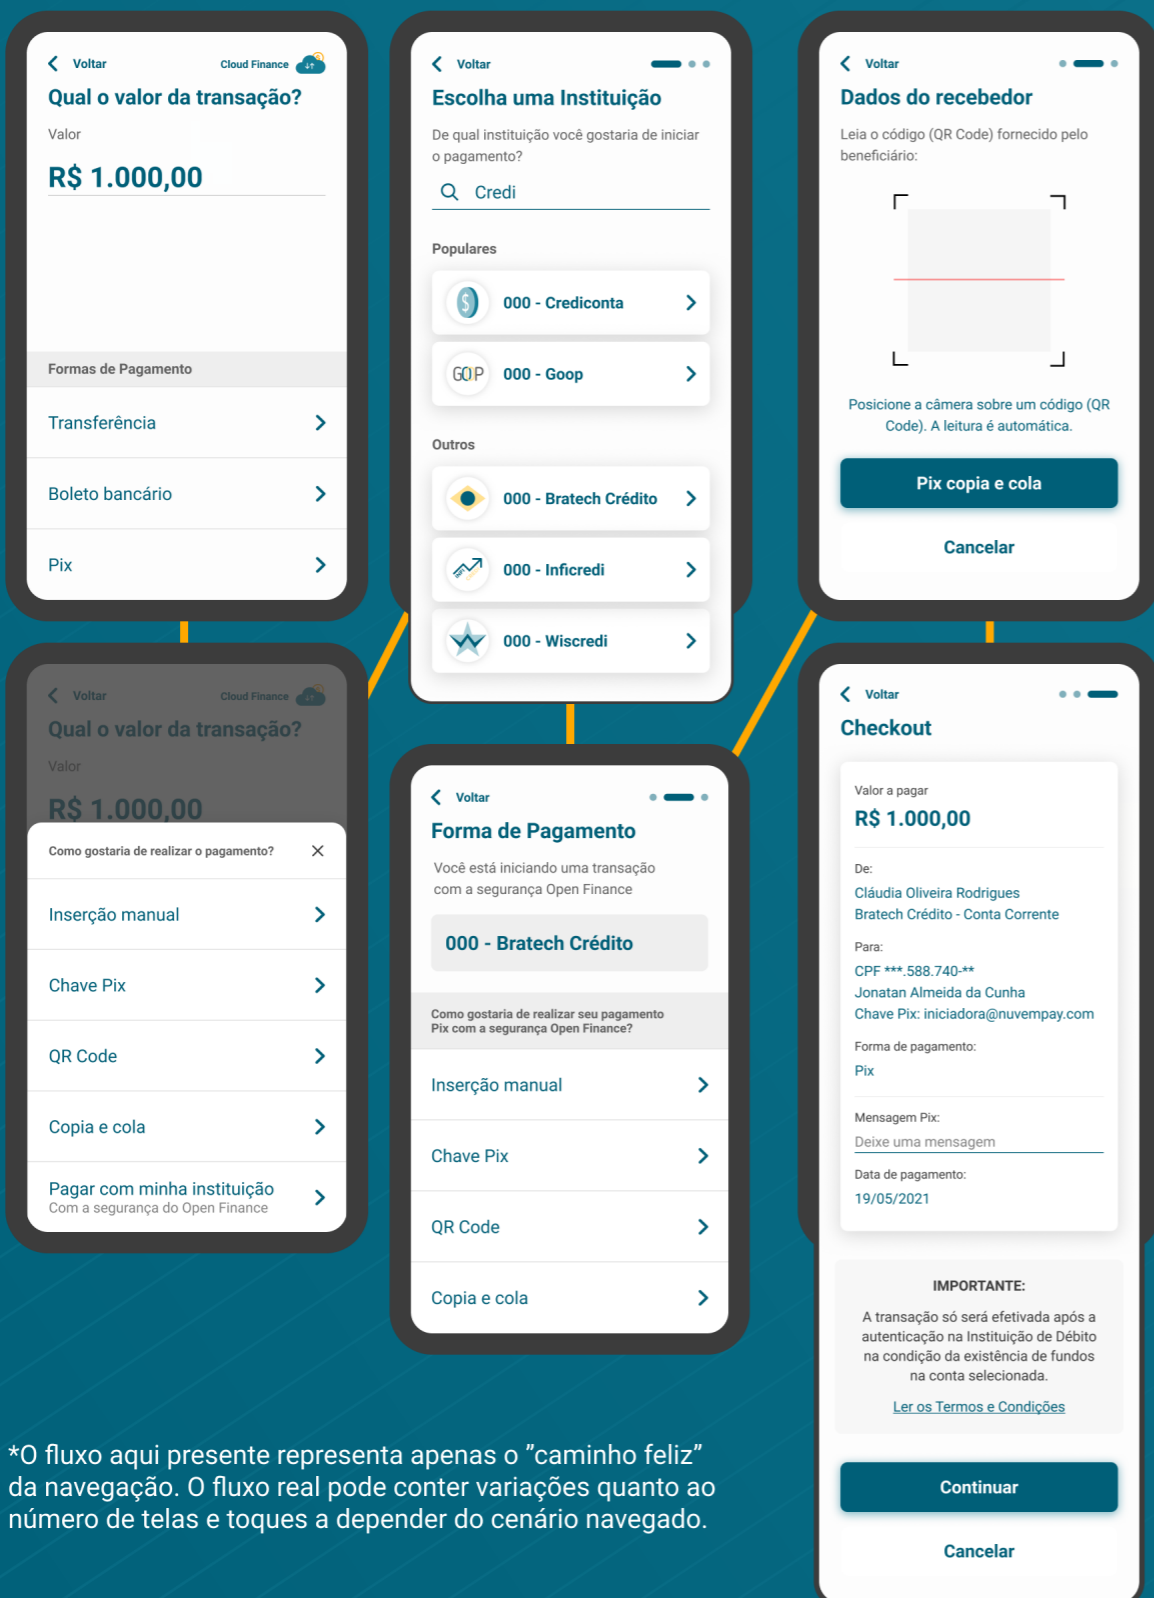 Voltar
Cloud Finance
Qual o valor da transação?
Valor
R$ 1.000,00
Formas de Pagamento
Transferência
Boleto bancário
Pix
Voltar
Cloud Finance
Qual o valor da transação?
Valor
R$ 1.000,00
Como gostaria de realizar o pagamento?
Inserção manual
Chave Pix
QR Code
Copia e cola
Pagar com minha instituição
Com a segurança do Open Finance
Voltar
Escolha uma Instituição
De qual instituição você gostaria de iniciar
o pagamento?
Credi
Populares
000 - Crediconta
GOOP
000 - Goop
Outros
000 - Bratech Crédito
000 - Inficredi
000 - Wiscredi
Voltar
Forma de Pagamento
Você está iniciando uma transação
com a segurança Open Finance
000 - Bratech Crédito
Como gostaria de realizar seu pagamento
Pix com a segurança Open Finance?
Inserção manual
Chave Pix
QR Code
Copia e cola
Voltar
Dados do recebedor
Leia o código (QR Code) fornecido pelo
beneficiário:
Posicione a câmera sobre um código (QR
Code). A leitura é automática.
Pix copia e cola
Cancelar
Voltar
Checkout
Valor a pagar
R$ 1.000,00
De:
Cláudia Oliveira Rodrigues
Bratech Crédito - Conta Corrente
Para:
CPF ***.588.740-**
Jonatan Almeida da Cunha
Chave Pix: iniciadora@nuvempay.com
Forma de pagamento:
Pix
Mensagem Pix:
Deixe uma mensagem
Data de pagamento:
19/05/2021
IMPORTANTE:
A transação só será efetivada após a
autenticação na Instituição de Débito
na condição da existência de fundos
na conta selecionada.
Ler os Termos e Condições
Continuar
Cancelar
*O fluxo aqui presente representa apenas o ”caminho feliz”
da navegação. O fluxo real pode conter variações quanto ao
número de telas e toques a depender do cenário navegado.